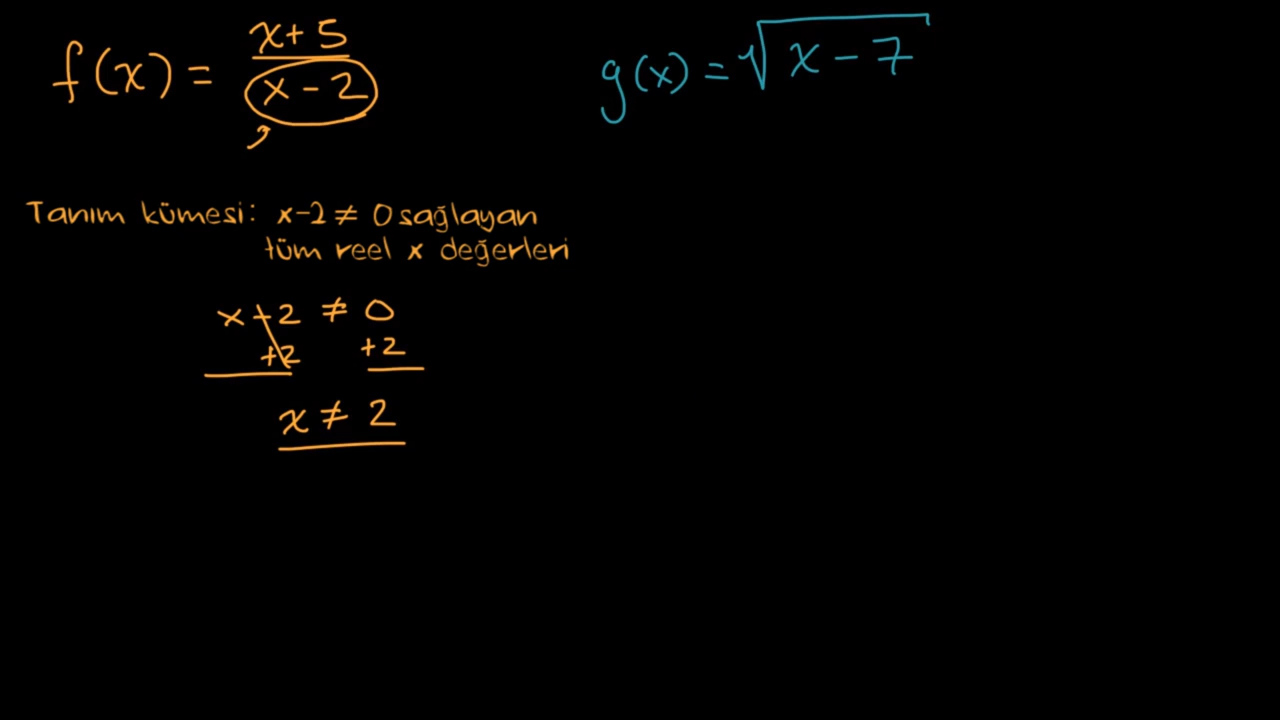 f(x) = x+5 / x-2
g(x) = √x-7
Tanım kümesi: x-2 ≠ 0 sağlayan
tüm reel x değerleri
x-2 ≠ 0
+2 +2
x ≠ 2